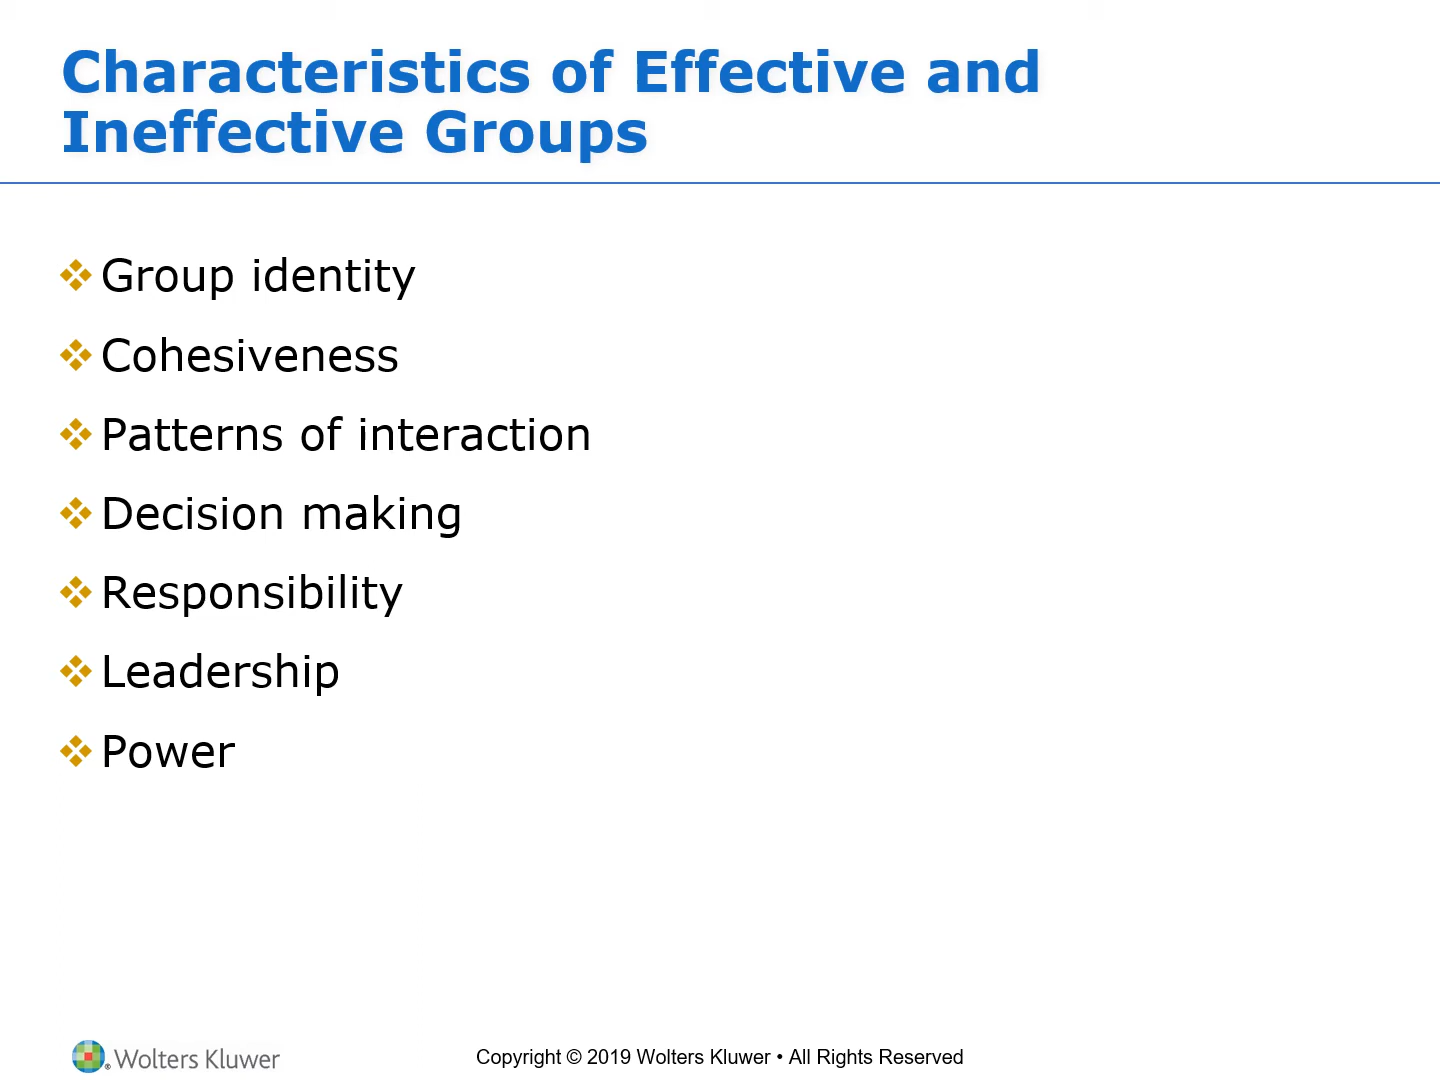 Characteristics of Effective and
Ineffective Groups
❖ Group identity
❖ Cohesiveness
❖ Patterns of interaction
❖ Decision making
❖ Responsibility
❖ Leadership
❖ Power
® Wolters Kluwer
Copyright © 2019 Wolters Kluwer • All Rights Reserved